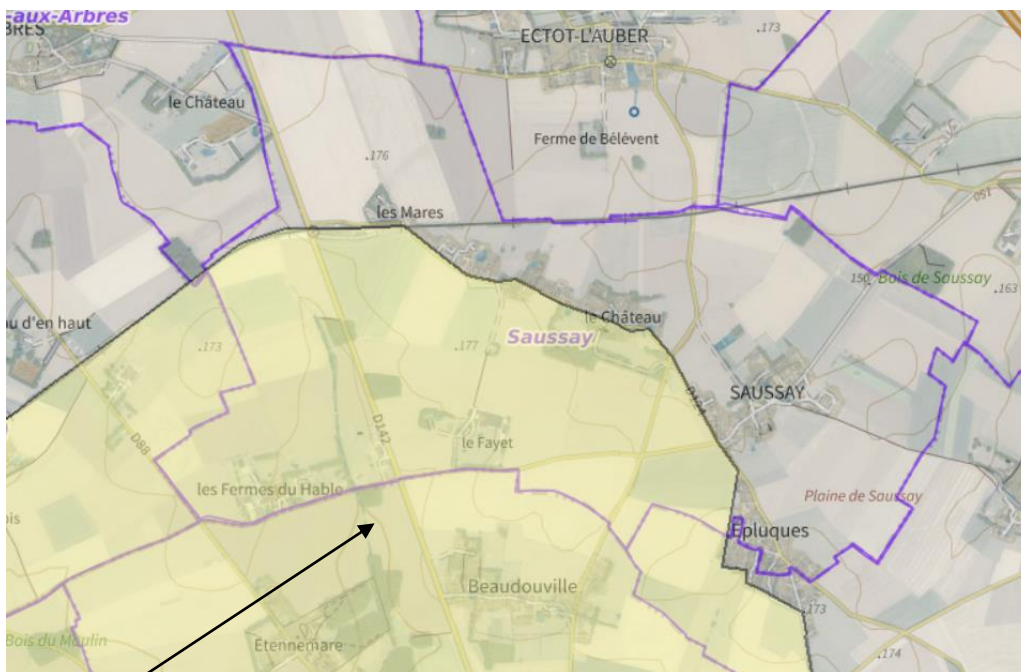 -aux-Arbres
BRES
D1
ECTOT-L'AUBER
.173
le Château
Ferme de Bélévent
.176
les Mares
D51
150
Bois de Saussay
.163
u d'en haut
le Château
.173
.177
Saussay
SAUSSAY
D142
D88
le Fayet
les Fermes du Hable
Plaine de Saussay
ois
Epluques
Beaudouville
.173
Bois du Moulin
Etennemare
.174